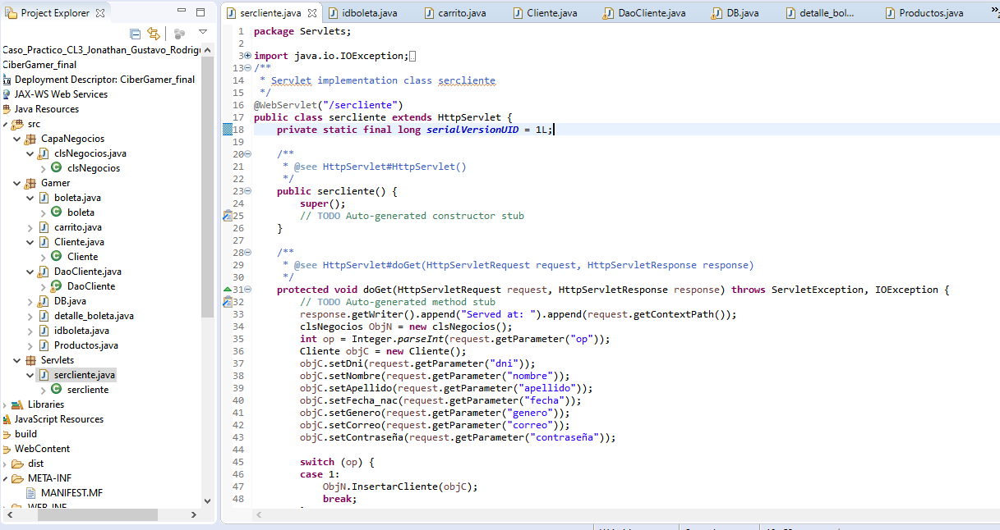 Project Explorer
Caso_Practico_CL3_Jonathan_Gustavo_Rodrig
CiberGamer_final
Deployment Descriptor: CiberGamer_final
JAX-WS Web Services
Java Resources
src
CapaNegocios
clsNegocios.java
clsNegocios
Gamer
boleta.java
boleta
carrito.java
Cliente.java
Cliente
DaoCliente.java
DaoCliente
DB.java
detalle_boleta.java
idboleta.java
Productos.java
Servlets
sercliente.java
sercliente
Libraries
JavaScript Resources
build
WebContent
dist
META-INF
MANIFEST.MF
WEB-INF
sercliente.java idboleta.java carrito.java Cliente.java DaoCliente.java DB.java detalle_bol... Productos.java
1 package Servlets;
2
3 import java.io.IOException;
13 /**
14 * Servlet implementation class sercliente
15 */
16 @WebServlet("/sercliente")
17 public class sercliente extends HttpServlet {
18 private static final long serialVersionUID = 1L;
19
20 /**
21 * @see HttpServlet#HttpServlet()
22 */
23 public sercliente() {
24 super();
25 // TODO Auto-generated constructor stub
26 }
27
28 /**
29 * @see HttpServlet#doGet(HttpServletRequest request, HttpServletResponse response)
30 */
31 protected void doGet(HttpServletRequest request, HttpServletResponse response) throws ServletException, IOException {
32 // TODO Auto-generated method stub
33 response.getWriter().append("Served at: ").append(request.getContextPath());
34 clsNegocios ObjN = new clsNegocios();
35 int op = Integer.parseInt(request.getParameter("op"));
36 Cliente objC = new Cliente();
37 objC.setDni(request.getParameter("dni"));
38 objC.setNombre(request.getParameter("nombre"));
39 objC.setApellido(request.getParameter("apellido"));
40 objC.setFecha_nac(request.getParameter("fecha"));
41 objC.setGenero(request.getParameter("genero"));
42 objC.setCorreo(request.getParameter("correo"));
43 objC.setContraseña(request.getParameter("contraseña"));
44
45 switch (op) {
46 case 1:
47 ObjN.InsertarCliente(objC);
48 break;